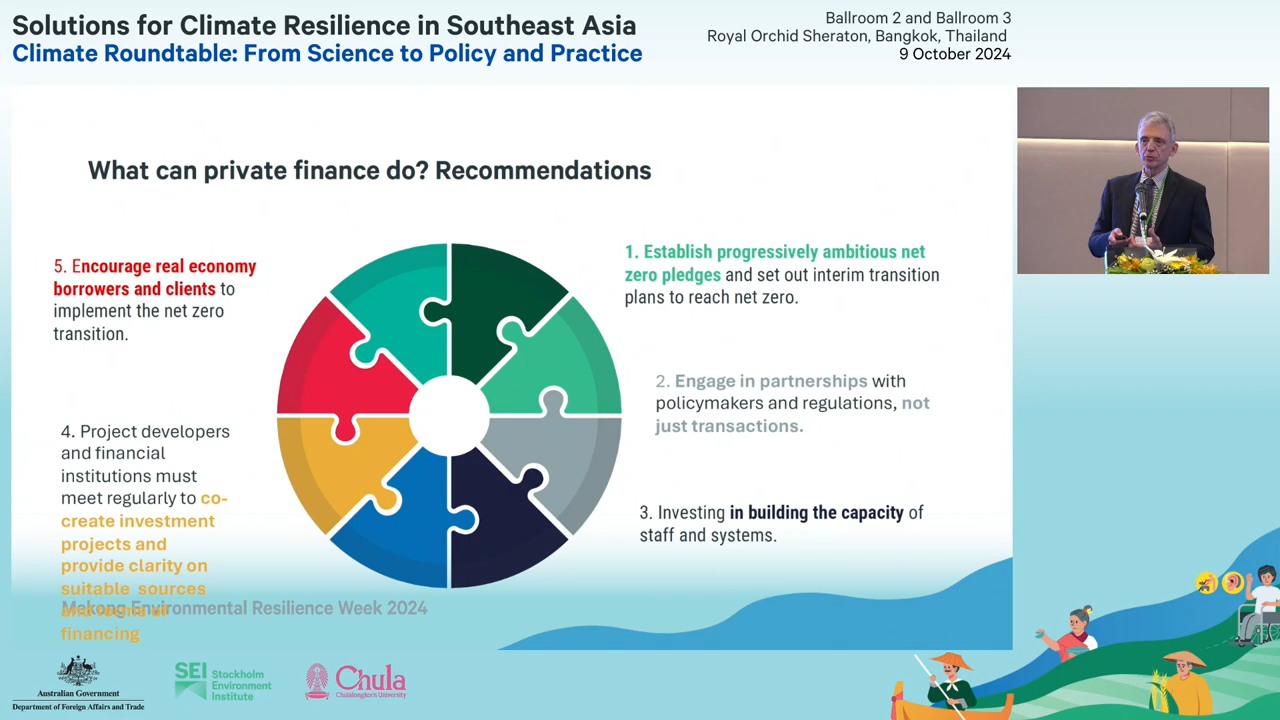 Solutions for Climate Resilience in Southeast Asia
Climate Roundtable: From Science to Policy and Practice
Ballroom 2 and Ballroom 3
Royal Orchid Sheraton, Bangkok, Thailand
9 October 2024
What can private finance do? Recommendations
1. Establish progressively ambitious net
zero pledges and set out interim transition
plans to reach net zero.
2. Engage in partnerships with
policymakers and regulations, not
just transactions.
3. Investing in building the capacity of
staff and systems.
5. Encourage real economy
borrowers and clients to
implement the net zero
transition.
4. Project developers
and financial
institutions must
meet regularly to co-
create investment
projects and
provide clarity on
suitable sources
and of
financing
Mekong Environmental Resilience Week 2024
Australian Government
Department of Foreign Affairs and Trade
SEI Stockholm
Environment
Institute
Chula
Chulalongkorn University